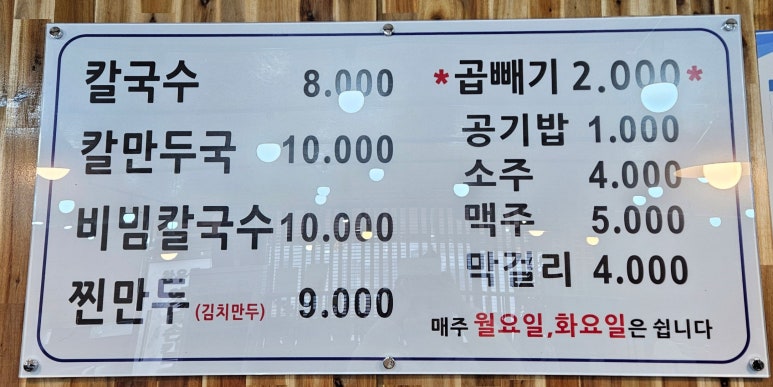 칼국수 8.000
칼만두국 10.000
비빔칼국수 10.000
찐만두 (김치만두) 9.000
*곱빼기 2.000*
공기밥 1.000
소주 4.000
맥주 5.000
막걸리 4.000
매주 월요일,화요일은 쉽니다